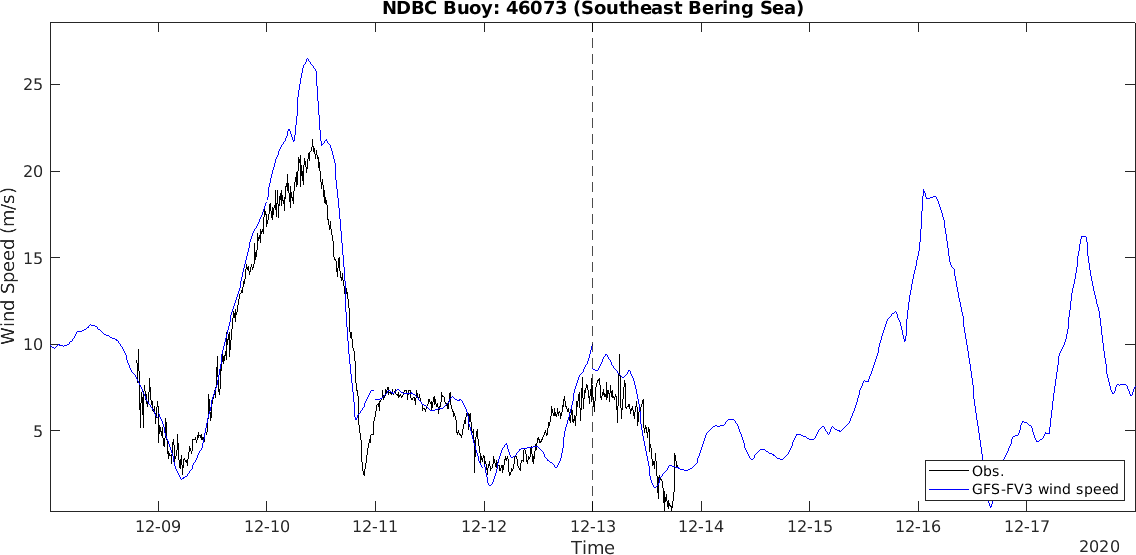 NDBC Buoy: 46073 (Southeast Bering Sea)
Wind Speed (m/s)
25
20
15
10
5
Obs.
GFS-FV3 wind speed
12-09 12-10 12-11 12-12 12-13 12-14 12-15 12-16 12-17
Time
2020